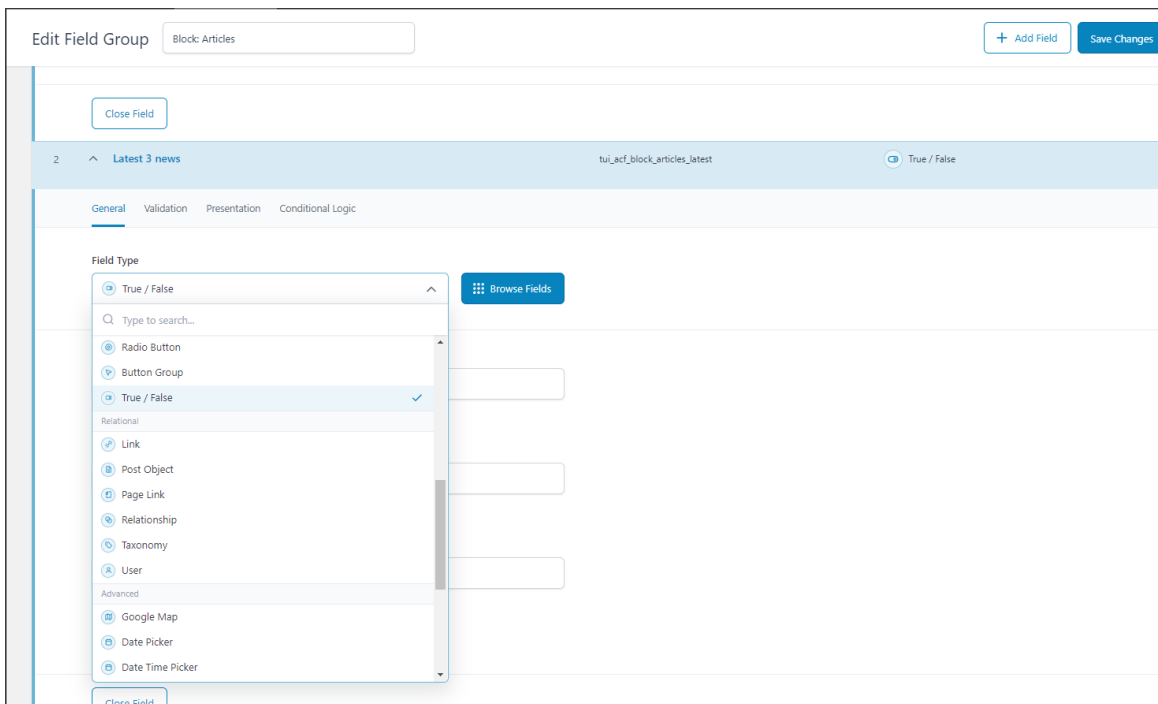 Edit Field Group
Block: Articles
Add Field
Save Changes
Close Field
2 Latest 3 news tui_acf_block_articles_latest True / False
General Validation Presentation Conditional Logic
Field Type
True / False
Browse Fields
Type to search...
Radio Button
Button Group
True / False
Relational
Link
Post Object
Page Link
Relationship
Taxonomy
User
Advanced
Google Map
Date Picker
Date Time Picker
Close Field